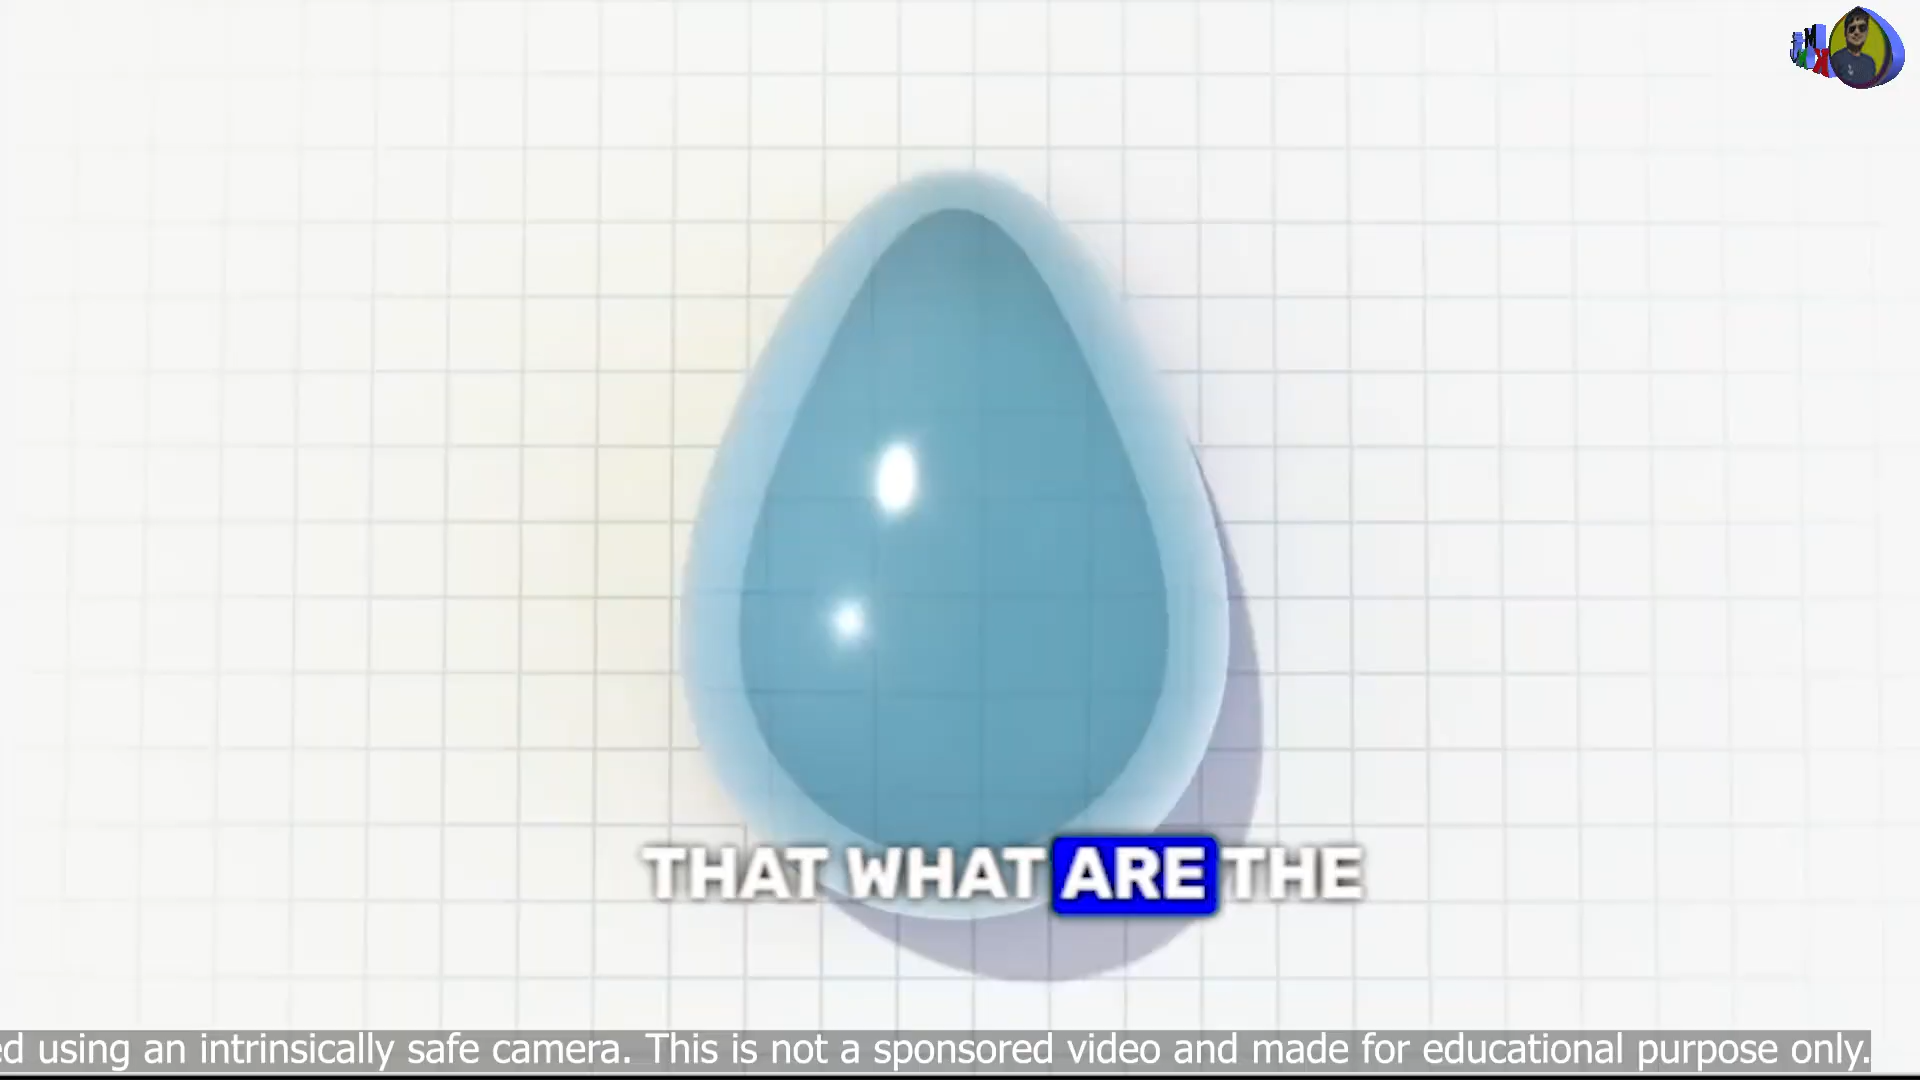 THAT WHAT ARE THE
ed using an intrinsically safe camera. This is not a sponsored video and made for educational purpose only.